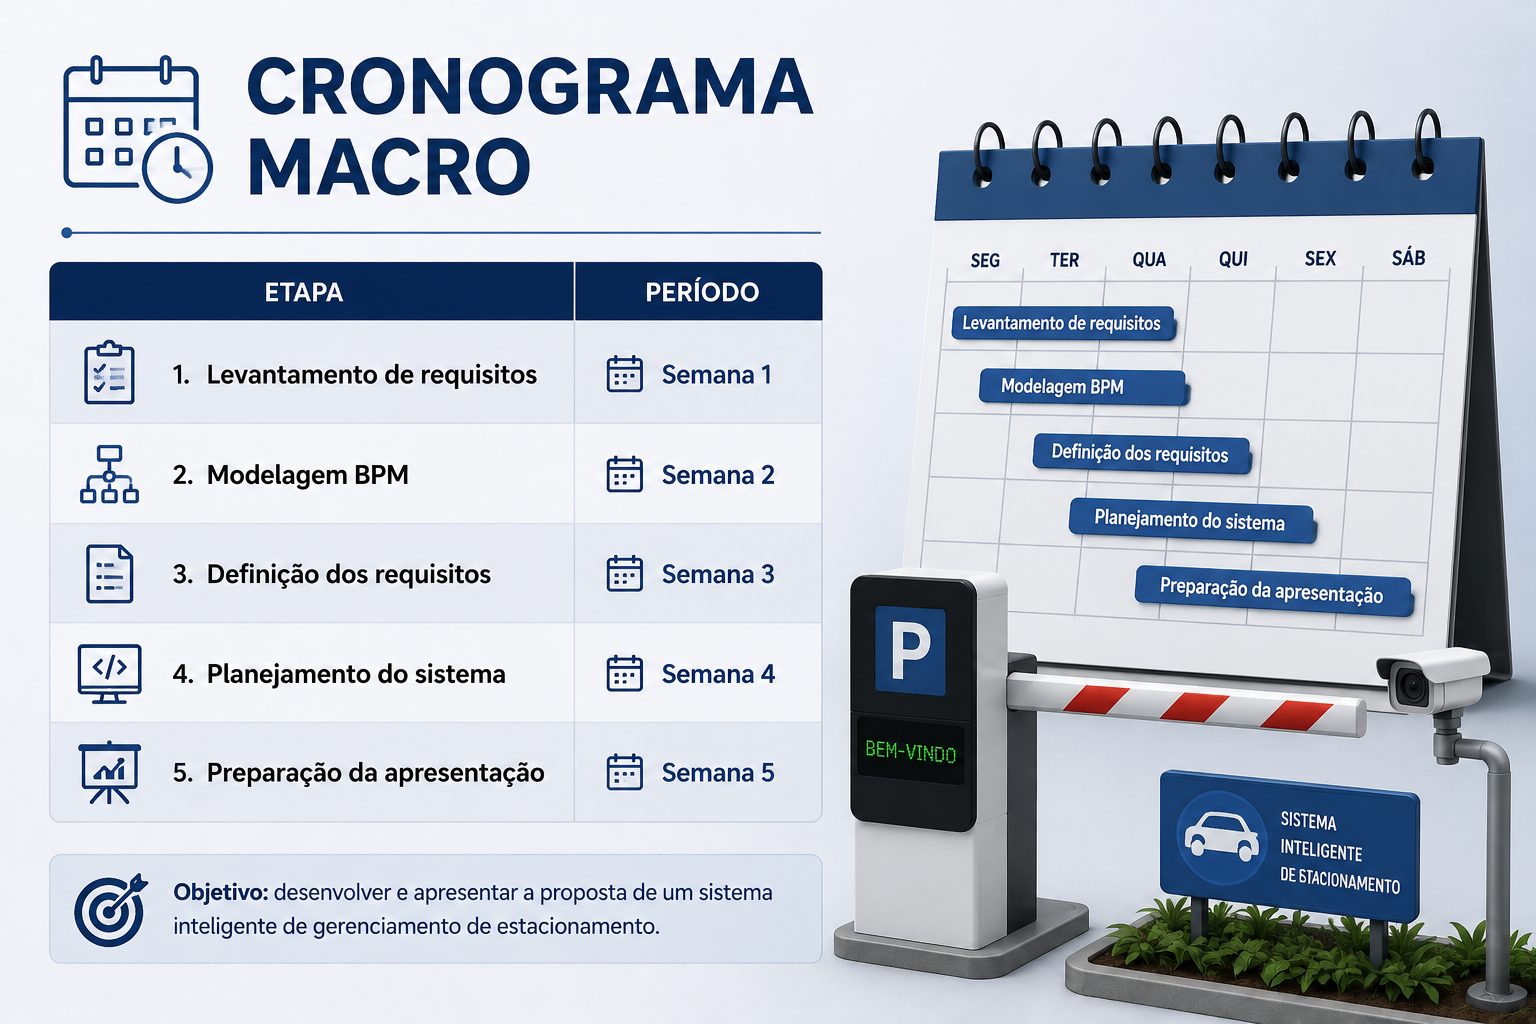 CRONOGRAMA
MACRO
ETAPA PERÍODO
1. Levantamento de requisitos Semana 1
2. Modelagem BPM Semana 2
3. Definição dos requisitos Semana 3
4. Planejamento do sistema Semana 4
5. Preparação da apresentação Semana 5
Objetivo: desenvolver e apresentar a proposta de um sistema
inteligente de gerenciamento de estacionamento.
SEG TER QUA QUI SEX SÁB
Levantamento de requisitos
Modelagem BPM
Definição dos requisitos
Planejamento do sistema
Preparação da apresentação
P
BEM-VINDO
SISTEMA
INTELIGENTE
DE STACIONAMENTO